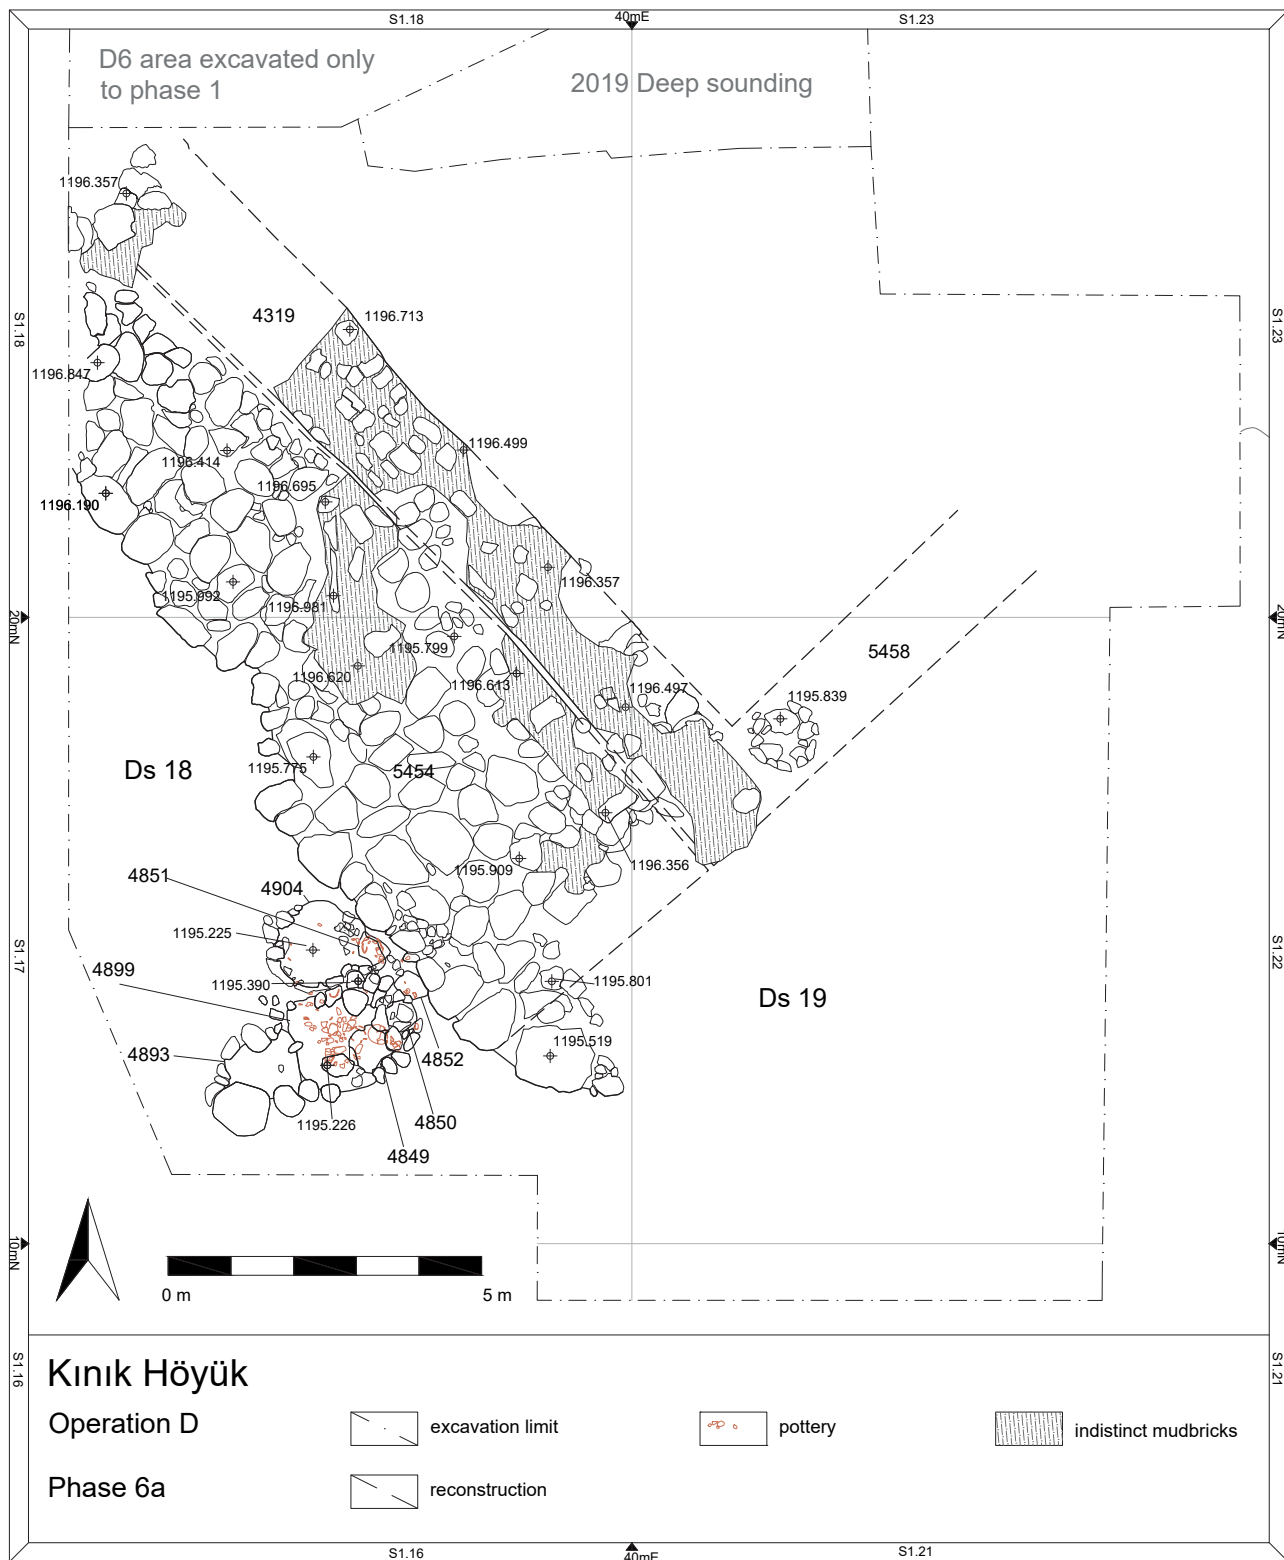 S1.18
40mE
S1.23
D6 area excavated only
to phase 1
2019 Deep sounding
1196.357
4319
1196.713
S1.18
S1.23
1196.847
1196.499
1196.414
1196.695
1196.190
1196.357
1195.992
1196.981
20mN
20mN
1195.799
5458
1196.620
1196.613
1196.497
1195.839
Ds 18
1195.775
5454
1195.909
1196.356
4851
4904
1195.225
S1.17
S1.22
4899
1195.390
1195.801
Ds 19
1195.519
4893
4852
1195.226
4850
4849
10mN
10mN
0 m
5 m
Kınık Höyük
S1.16
S1.21
Operation D
excavation limit
pottery
indistinct mudbricks
Phase 6a
reconstruction
S1.16
40mE
S1.21